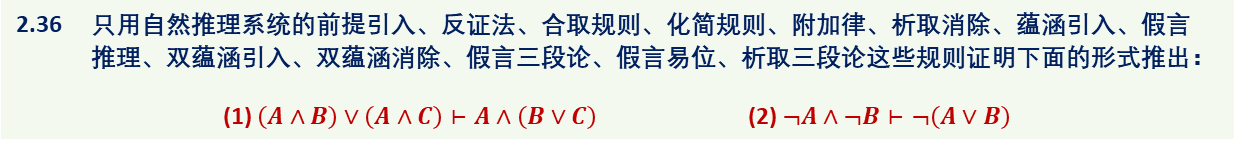 2.36 只用自然推理系统的前提引入、反证法、合取规则、化简规则、附加律、析取消除、蕴涵引入、假言
推理、双蕴涵引入、双蕴涵消除、假言三段论、假言易位、析取三段论这些规则证明下面的形式推出：
(1) (A ∧ B) ∨ (A ∧ C) ⊢ A ∧ (B ∨ C) (2) ¬A ∧ ¬B ⊢ ¬(A ∨ B)